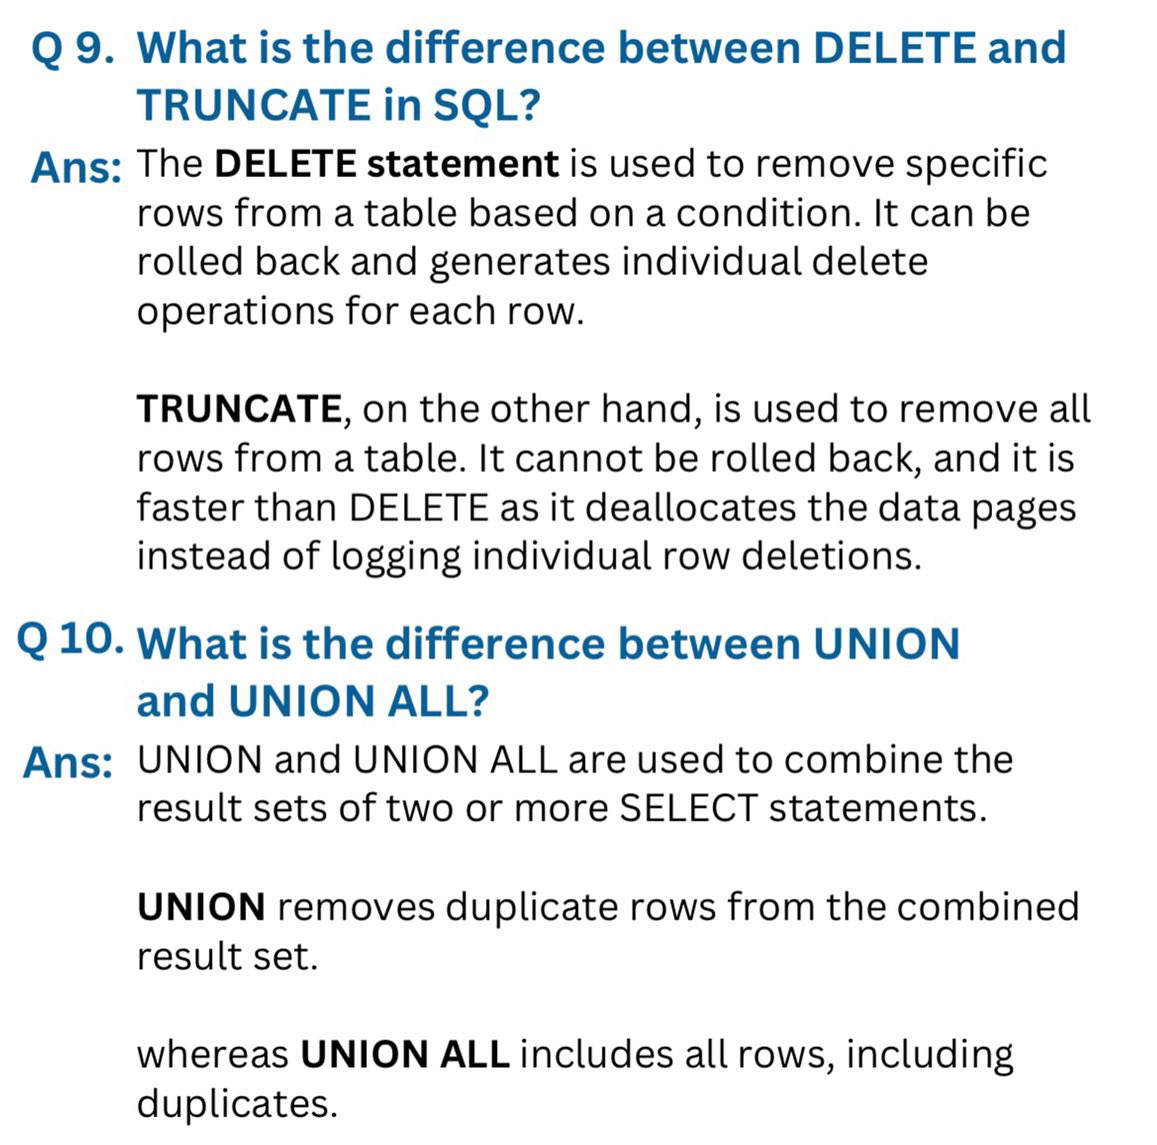 Q 9. What is the difference between DELETE and
TRUNCATE in SQL?
Ans: The DELETE statement is used to remove specific
rows from a table based on a condition. It can be
rolled back and generates individual delete
operations for each row.
TRUNCATE, on the other hand, is used to remove all
rows from a table. It cannot be rolled back, and it is
faster than DELETE as it deallocates the data pages
instead of logging individual row deletions.
Q 10. What is the difference between UNION
and UNION ALL?
Ans: UNION and UNION ALL are used to combine the
result sets of two or more SELECT statements.
UNION removes duplicate rows from the combined
result set.
whereas UNION ALL includes all rows, including
duplicates.